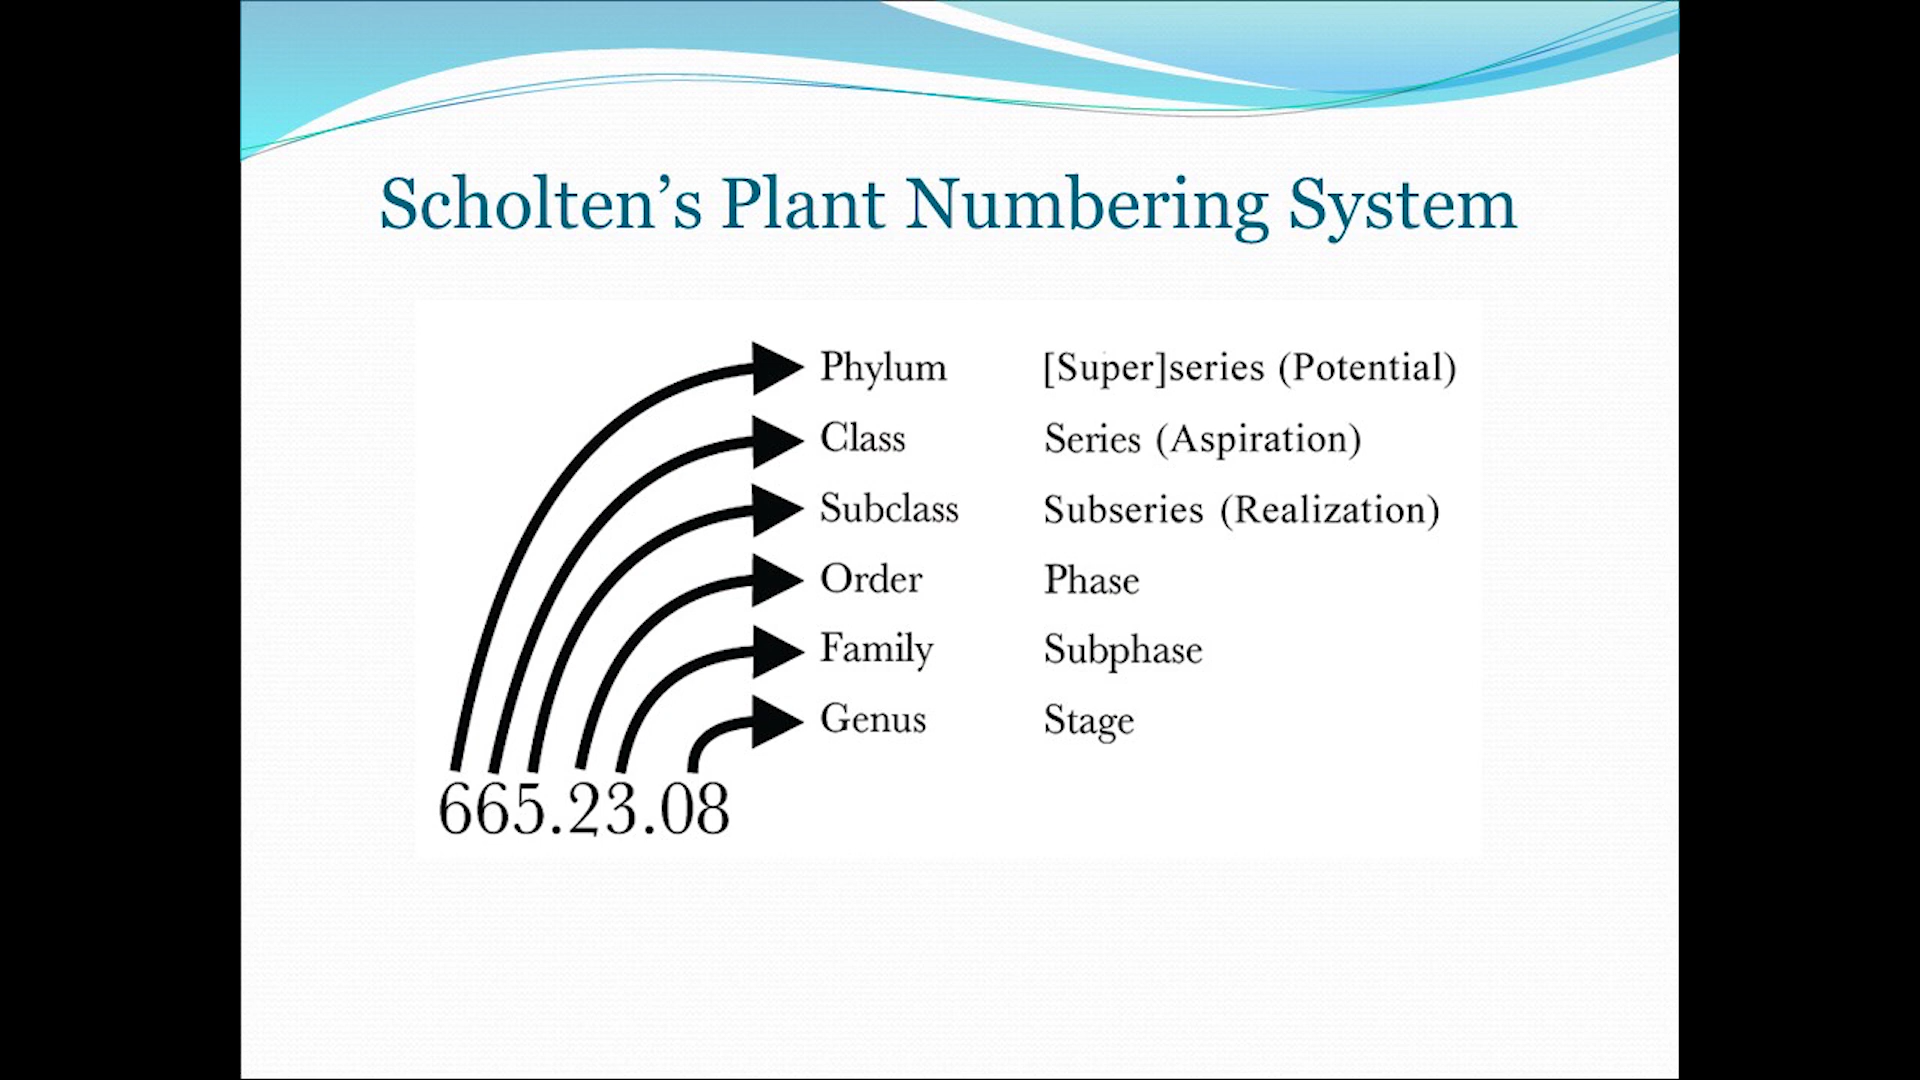 Scholten’s Plant Numbering System
Phylum [Super]series (Potential)
Class Series (Aspiration)
Subclass Subseries (Realization)
Order Phase
Family Subphase
Genus Stage
665.23.08